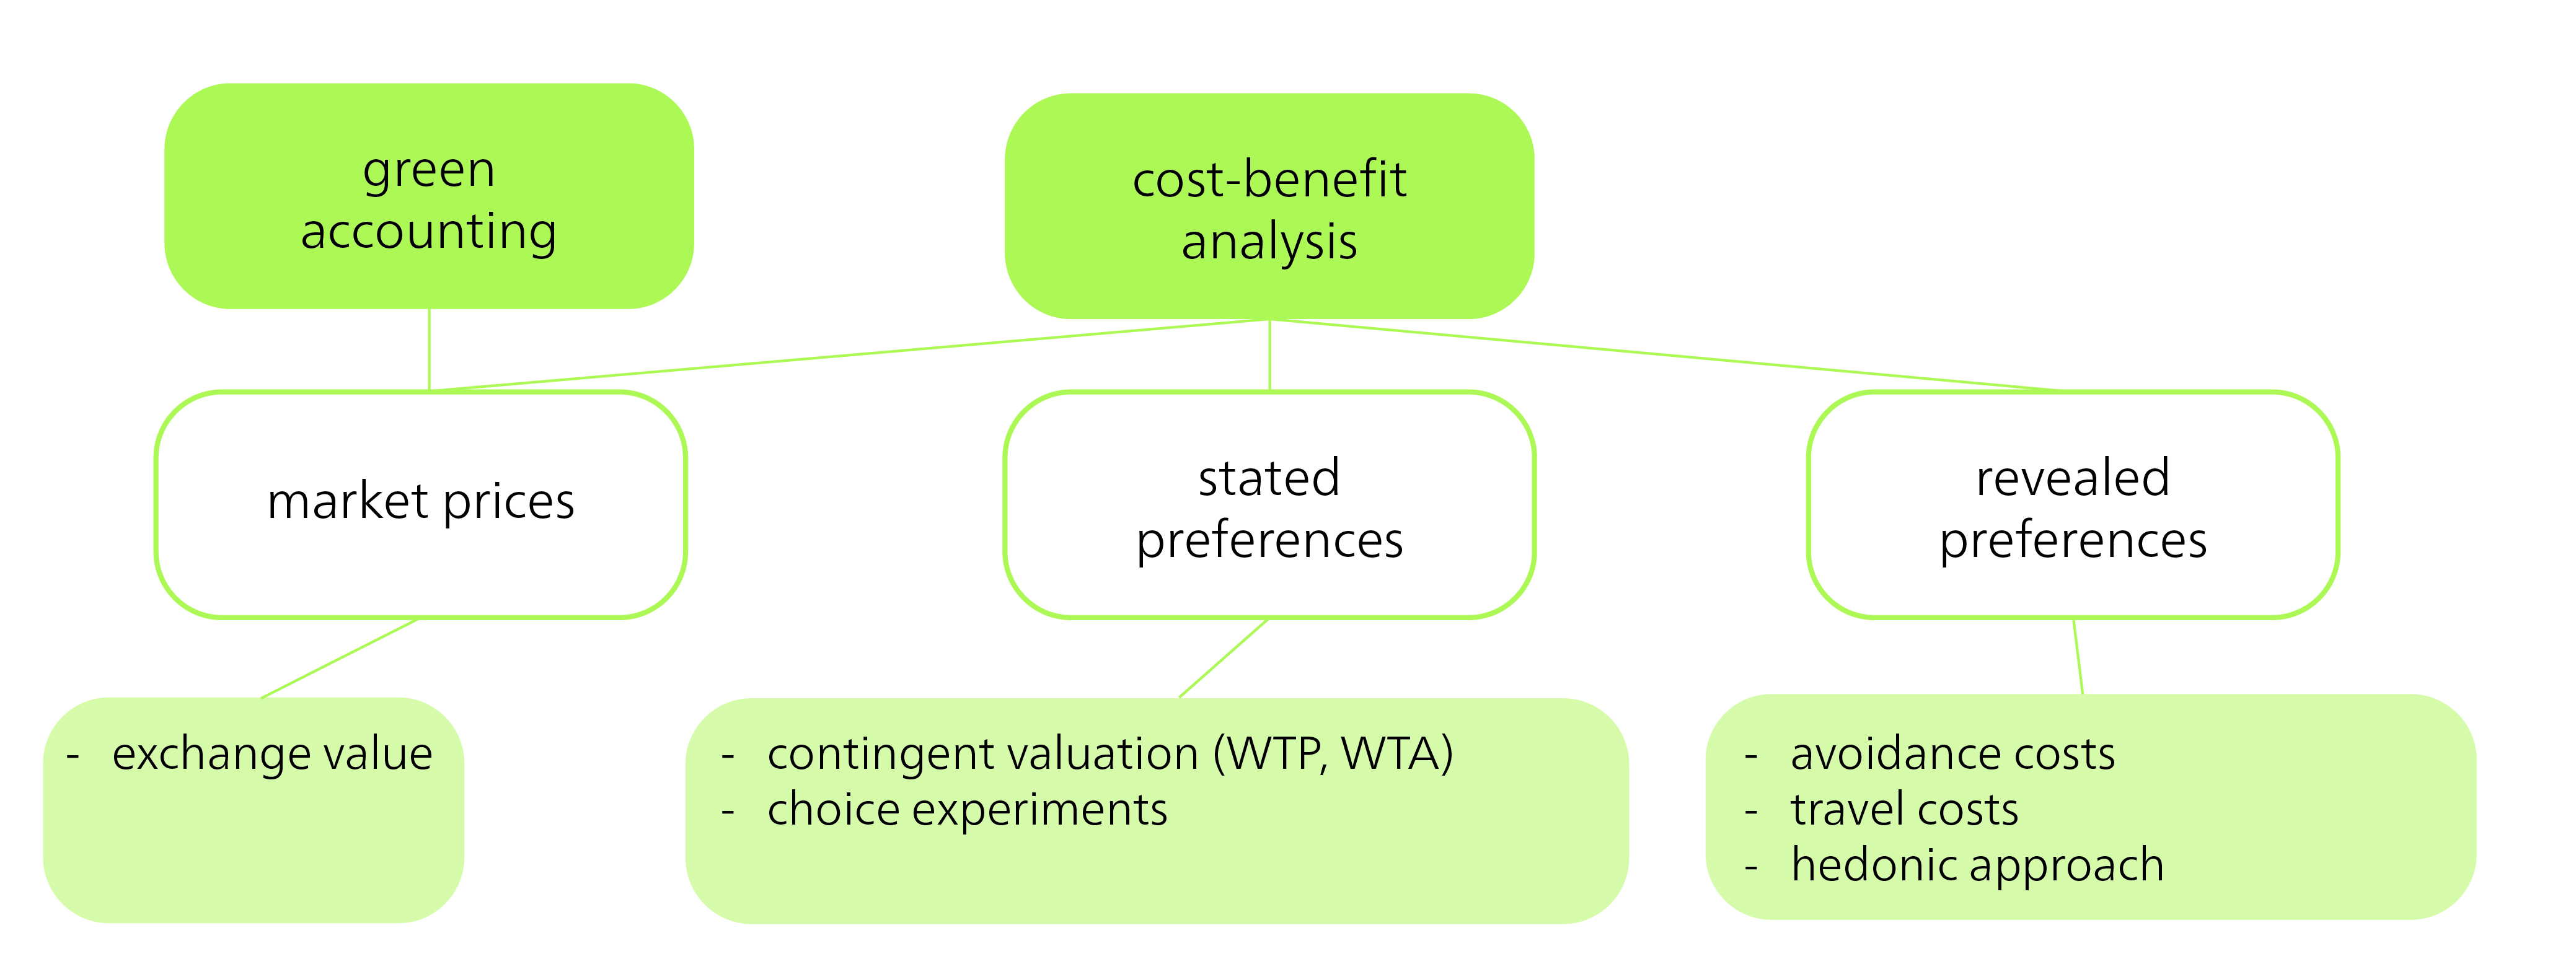 green
accounting
cost-benefit
analysis
market prices
stated
preferences
revealed
preferences
- exchange value
- contingent valuation (WTP, WTA)
- choice experiments
- avoidance costs
- travel costs
- hedonic approach